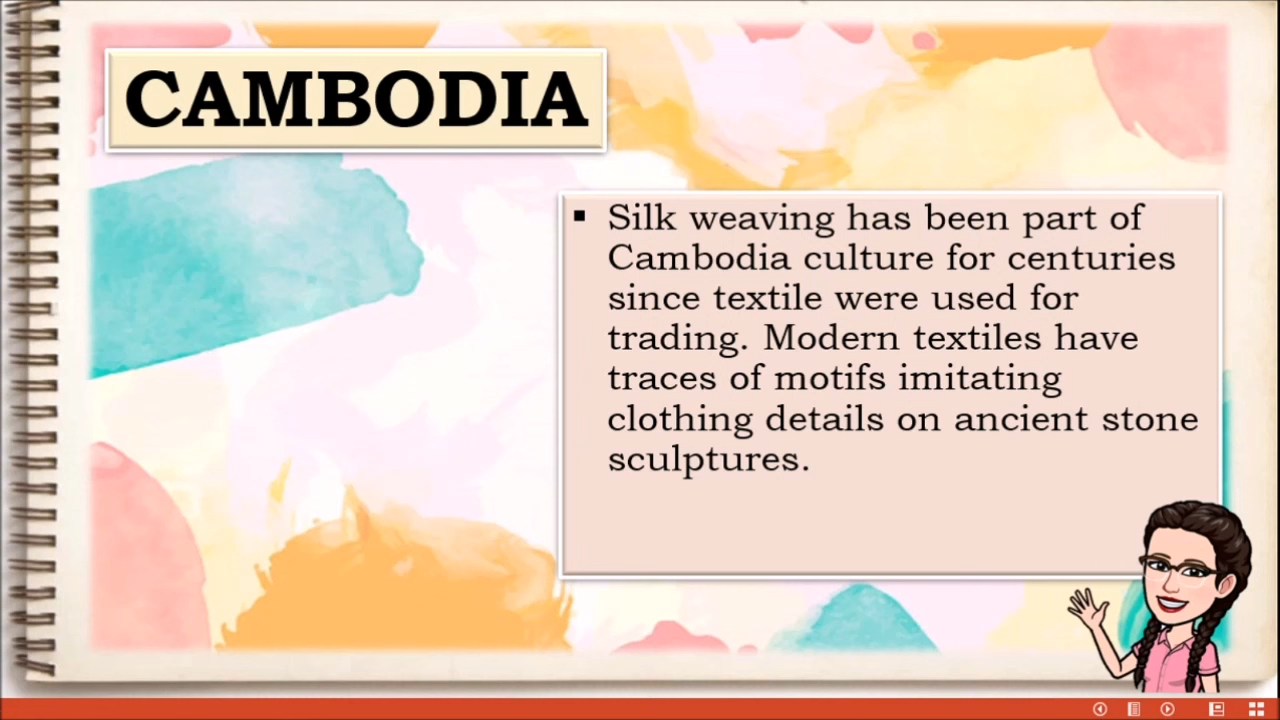 CAMBODIA
▪ Silk weaving has been part of
Cambodia culture for centuries
since textile were used for
trading. Modern textiles have
traces of motifs imitating
clothing details on ancient stone
sculptures.